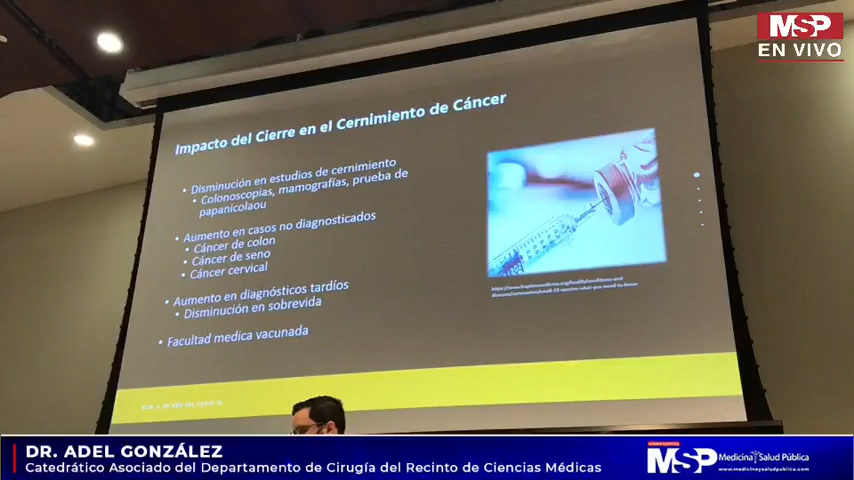 MSP
EN VIVO
Impacto del Cierre en el Cernimiento de Cáncer
• Disminución en estudios de cernimiento
• Colonoscopias, mamografías, prueba de
papanicolaou
• Aumento en casos no diagnosticados
• Cáncer de colon
• Cáncer de seno
• Cáncer cervical
• Aumento en diagnósticos tardíos
• Disminución en sobrevida
• Facultad medica vacunada
DR. ADEL GONZÁLEZ
Catedrático Asociado del Departamento de Cirugía del Recinto de Ciencias Médicas
MSP
Medicina y Salud Pública
www.medicinaysaludpublica.com